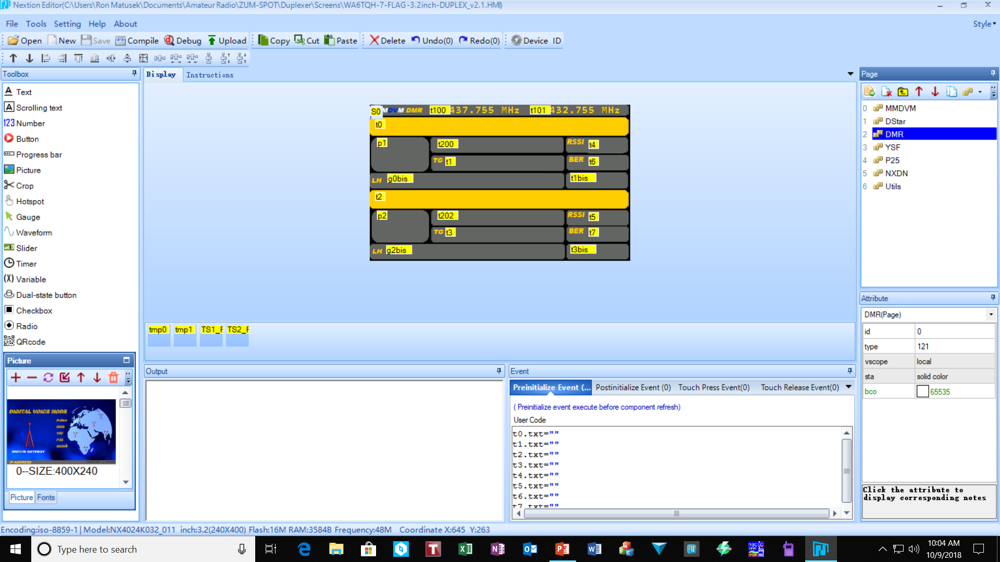 Nextion Editor(C:\Users\Ron Matusek\Documents\Amateur Radio\ZUM-SPOT\Duplexer\Screens\WA6TQH-7-FLAG -3.2inch-DUPLEX_v2.1.HMI)
File Tools Setting Help About Style
Open New Save Compile Debug Upload Copy Cut Paste Delete Undo(0) Redo(0) Device ID
Toolbox
Text
Scrolling text
123 Number
Button
Progress bar
Picture
Crop
Hotspot
Gauge
Waveform
Slider
Timer
(X) Variable
Dual-state button
Checkbox
Radio
QRcode
Picture
DIGITAL VOICE MODE
D-Star
DMR
YSF
P25
NXDN
MMDVM GATEWAY
IP-ADDRESS
0--SIZE:400X240
Picture Fonts
Display Instructions
S0 MDVM DMR t100 437.755 MHz t101 432.755 MHz
t0
p1 t200 RSSI t4
TG t1 BER t6
LH g0bis t1bis
t2
p2 t202 RSSI t5
TG t3 BER t7
LH g2bis t3bis
tmp0 tmp1 TS1_F TS2_F
Output
Event
Preinitialize Event (... Postinitialize Event (0) Touch Press Event(0) Touch Release Event(0)
( Preinitialize event execute before component refresh)
User Code
t0.txt=""
t1.txt=""
t2.txt=""
t3.txt=""
t4.txt=""
t5.txt=""
t6.txt=""
t7.txt=""
Page
0 MMDVM
1 DStar
2 DMR
3 YSF
4 P25
5 NXDN
6 Utils
Attribute
DMR(Page)
id 0
type 121
vscope local
sta solid color
bco 65535
Click the attribute to
display corresponding notes
Encoding:iso-8859-1 | Model:NX4024K032_011 inch:3.2(240X400) Flash:16M RAM:3584B Frequency:48M Coordinate X:645 Y:263
Type here to search
10:04 AM
10/9/2018